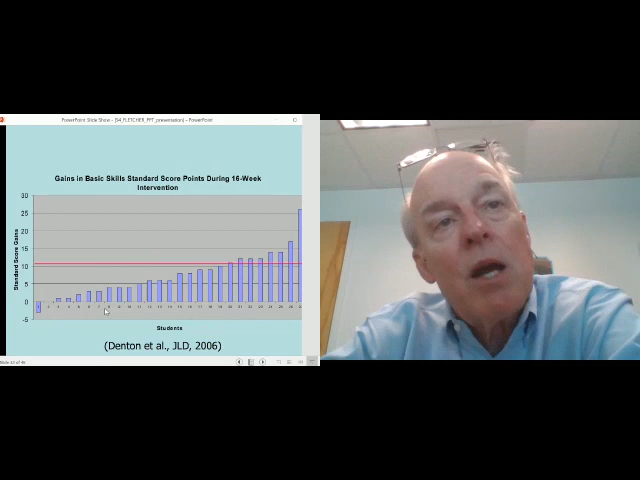 PowerPoint Slide Show - [S4_FLETCHER_PPT_presentation] - PowerPoint
Gains in Basic Skills Standard Score Points During 16-Week
Intervention
30
25
20
15
10
5
0
-5
Standard Score Gains
Students
(Denton et al., JLD, 2006)